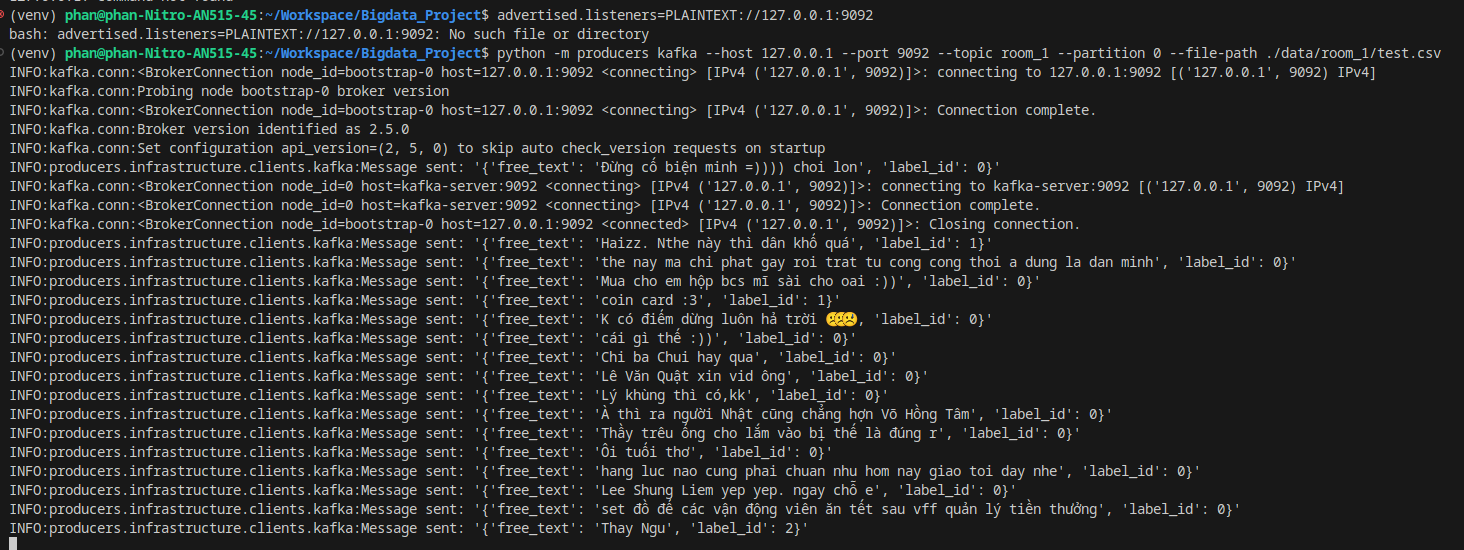 (venv) phan@phan-Nitro-AN515-45:~/Workspace/Bigdata_Project$ advertised.listeners=PLAINTEXT://127.0.0.1:9092
bash: advertised.listeners=PLAINTEXT://127.0.0.1:9092: No such file or directory
(venv) phan@phan-Nitro-AN515-45:~/Workspace/Bigdata_Project$ python -m producers kafka --host 127.0.0.1 --port 9092 --topic room_1 --partition 0 --file-path ./data/room_1/test.csv
INFO:kafka.conn:<BrokerConnection node_id=bootstrap-0 host=127.0.0.1:9092 <connecting> [IPv4 ('127.0.0.1', 9092)]>: connecting to 127.0.0.1:9092 [('127.0.0.1', 9092) IPv4]
INFO:kafka.conn:Probing node bootstrap-0 broker version
INFO:kafka.conn:<BrokerConnection node_id=bootstrap-0 host=127.0.0.1:9092 <connecting> [IPv4 ('127.0.0.1', 9092)]>: Connection complete.
INFO:kafka.conn:Broker version identified as 2.5.0
INFO:kafka.conn:Set configuration api_version=(2, 5, 0) to skip auto check_version requests on startup
INFO:producers.infrastructure.clients.kafka:Message sent: '{'free_text': 'Đừng cố biện minh =)))) choi lon', 'label_id': 0}'
INFO:kafka.conn:<BrokerConnection node_id=0 host=kafka-server:9092 <connecting> [IPv4 ('127.0.0.1', 9092)]>: connecting to kafka-server:9092 [('127.0.0.1', 9092) IPv4]
INFO:kafka.conn:<BrokerConnection node_id=0 host=kafka-server:9092 <connecting> [IPv4 ('127.0.0.1', 9092)]>: Connection complete.
INFO:kafka.conn:<BrokerConnection node_id=bootstrap-0 host=127.0.0.1:9092 <connected> [IPv4 ('127.0.0.1', 9092)]>: Closing connection.
INFO:producers.infrastructure.clients.kafka:Message sent: '{'free_text': 'Haizz. Nthe này thì dân khổ quá', 'label_id': 1}'
INFO:producers.infrastructure.clients.kafka:Message sent: '{'free_text': 'the nay ma chi phat gay roi trat tu cong cong thoi a dung la dan minh', 'label_id': 0}'
INFO:producers.infrastructure.clients.kafka:Message sent: '{'free_text': 'Mua cho em hộp bcs mĩ sài cho oai :))', 'label_id': 0}'
INFO:producers.infrastructure.clients.kafka:Message sent: '{'free_text': 'coin card :3', 'label_id': 1}'
INFO:producers.infrastructure.clients.kafka:Message sent: '{'free_text': 'K có điểm dừng luôn hả trời 😟😟😟, 'label_id': 0}'
INFO:producers.infrastructure.clients.kafka:Message sent: '{'free_text': 'cái gì thế :))', 'label_id': 0}'
INFO:producers.infrastructure.clients.kafka:Message sent: '{'free_text': 'Chi ba Chui hay qua', 'label_id': 0}'
INFO:producers.infrastructure.clients.kafka:Message sent: '{'free_text': 'Lê Văn Quật xin vid ông', 'label_id': 0}'
INFO:producers.infrastructure.clients.kafka:Message sent: '{'free_text': 'Lý khùng thì có,kk', 'label_id': 0}'
INFO:producers.infrastructure.clients.kafka:Message sent: '{'free_text': 'À thì ra người Nhật cũng chẳng hợn Võ Hồng Tâm', 'label_id': 0}'
INFO:producers.infrastructure.clients.kafka:Message sent: '{'free_text': 'Thầy trêu ổng cho lắm vào bị thế là đúng r', 'label_id': 0}'
INFO:producers.infrastructure.clients.kafka:Message sent: '{'free_text': 'Ôi tuổi thơ', 'label_id': 0}'
INFO:producers.infrastructure.clients.kafka:Message sent: '{'free_text': 'hang luc nao cung phai chuan nhu hom nay giao toi day nhe', 'label_id': 0}'
INFO:producers.infrastructure.clients.kafka:Message sent: '{'free_text': 'Lee Shung Liem yep yep. ngay chỗ e', 'label_id': 0}'
INFO:producers.infrastructure.clients.kafka:Message sent: '{'free_text': 'set đồ để các vận động viên ăn tết sau vff quản lý tiền thưởng', 'label_id': 0}'
INFO:producers.infrastructure.clients.kafka:Message sent: '{'free_text': 'Thay Ngu', 'label_id': 2}'